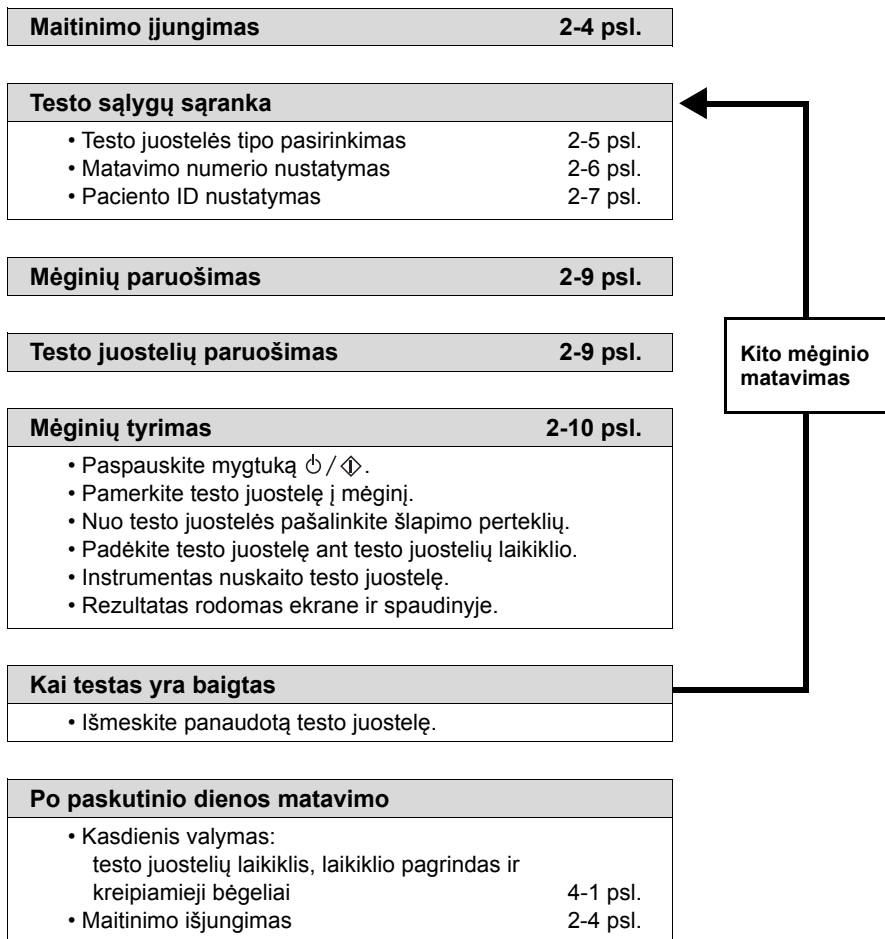 Maitinimo įjungimas 2-4 psl.
Testo sąlygų sąranka
• Testo juostelės tipo pasirinkimas 2-5 psl.
• Matavimo numerio nustatymas 2-6 psl.
• Paciento ID nustatymas 2-7 psl.
Mėginių paruošimas 2-9 psl.
Testo juostelių paruošimas 2-9 psl.
Kito mėginio
matavimas
Mėginių tyrimas 2-10 psl.
• Paspauskite mygtuką ⏻/.
• Pamerkite testo juostelę į mėginį.
• Nuo testo juostelės pašalinkite šlapimo perteklių.
• Padėkite testo juostelę ant testo juostelių laikiklio.
• Instrumentas nuskaito testo juostelę.
• Rezultatas rodomas ekrane ir spaudinyje.
Kai testas yra baigtas
• Išmeskite panaudotą testo juostelę.
Po paskutinio dienos matavimo
• Kasdienis valymas:
testo juostelių laikiklis, laikiklio pagrindas ir
kreipiamieji bėgeliai 4-1 psl.
• Maitinimo išjungimas 2-4 psl.